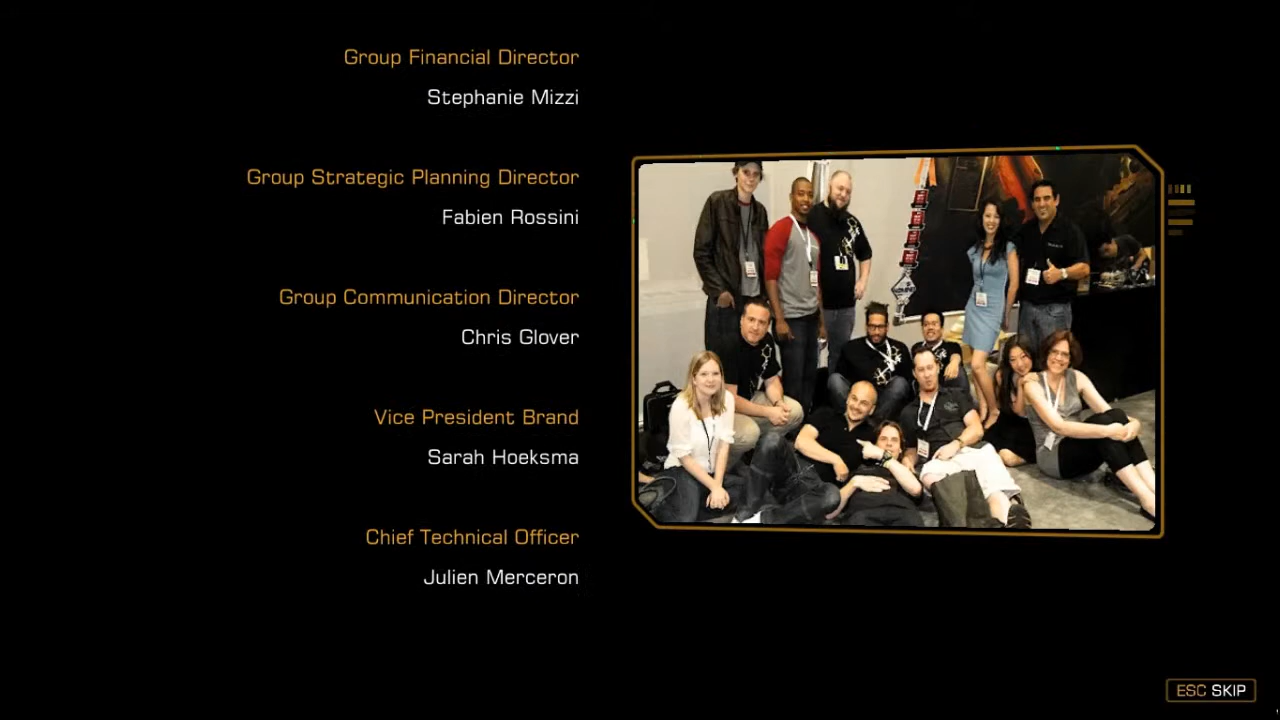 Group Financial Director
Stephanie Mizzi
Group Strategic Planning Director
Fabien Rossini
Group Communication Director
Chris Glover
Vice President Brand
Sarah Hoeksma
Chief Technical Officer
Julien Merceron
ESC SKIP